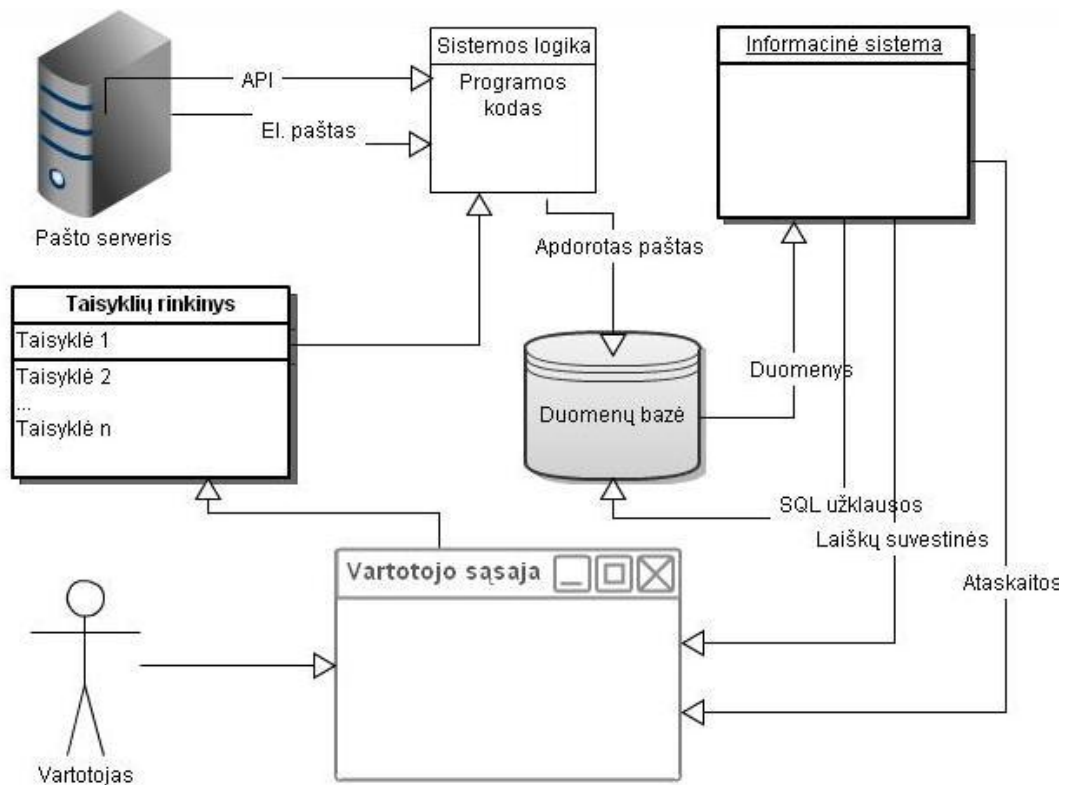 Sistemos logika
Programos
kodas
Informacinė sistema
API
El. paštas
Pašto serveris
Apdorotas paštas
Taisyklių rinkinys
Taisyklė 1
Taisyklė 2
...
Taisyklė n
Duomenys
Duomenų bazė
SQL užklausos
Laiškų suvestinės
Ataskaitos
Vartotojo sąsaja
Vartotojas